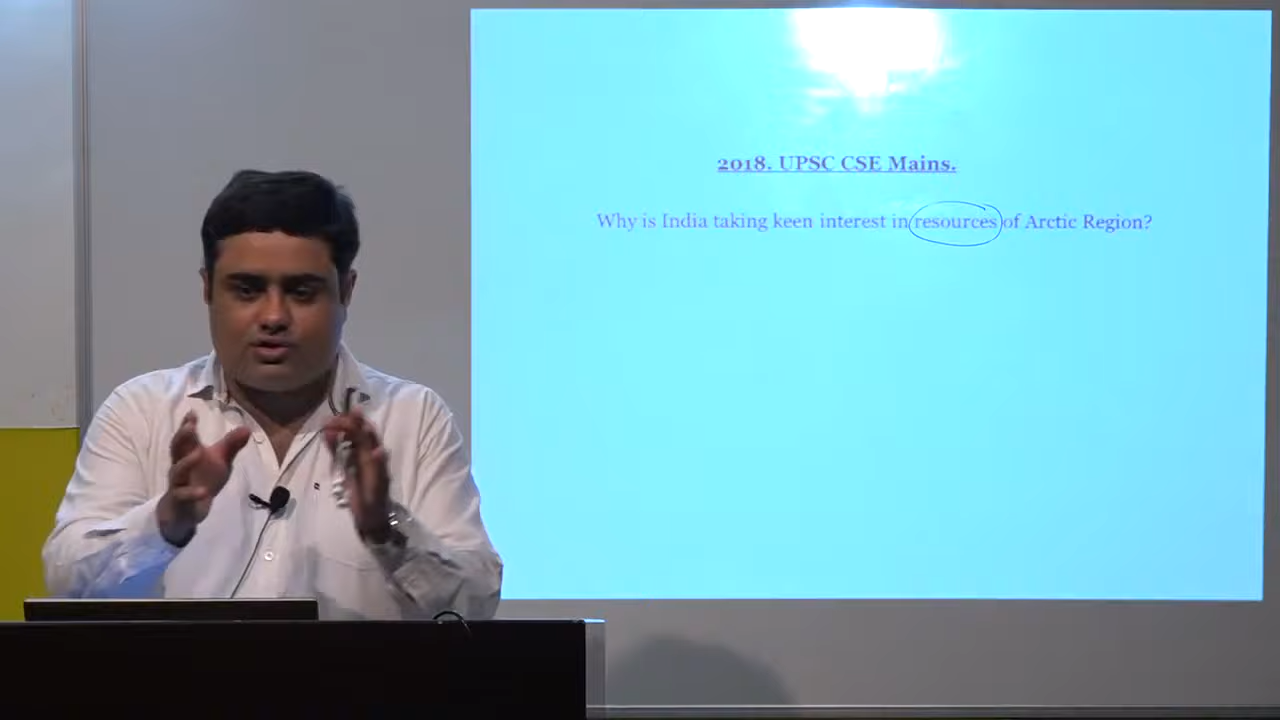 2018. UPSC CSE Mains.
Why is India taking keen interest in resources of Arctic Region?